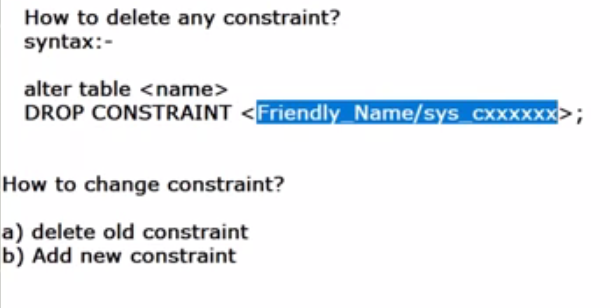 How to delete any constraint?
syntax:-
alter table <name>
DROP CONSTRAINT <Friendly_Name/sys_cxxxxxx>;
How to change constraint?
a) delete old constraint
b) Add new constraint